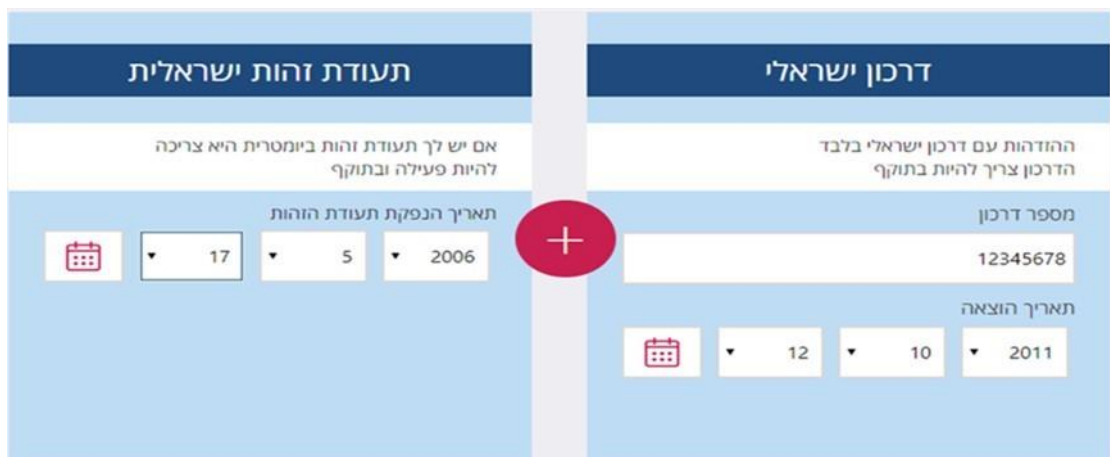 דרכון ישראלי
ההזדהות עם דרכון ישראלי בלבד
הדרכון צריך להיות בתוקף
מספר דרכון
12345678
תאריך הוצאה
2011 10 12
+
תעודת זהות ישראלית
אם יש לך תעודת זהות ביומטרית היא צריכה
להיות פעילה ובתוקף
תאריך הנפקת תעודת הזהות
2006 5 17